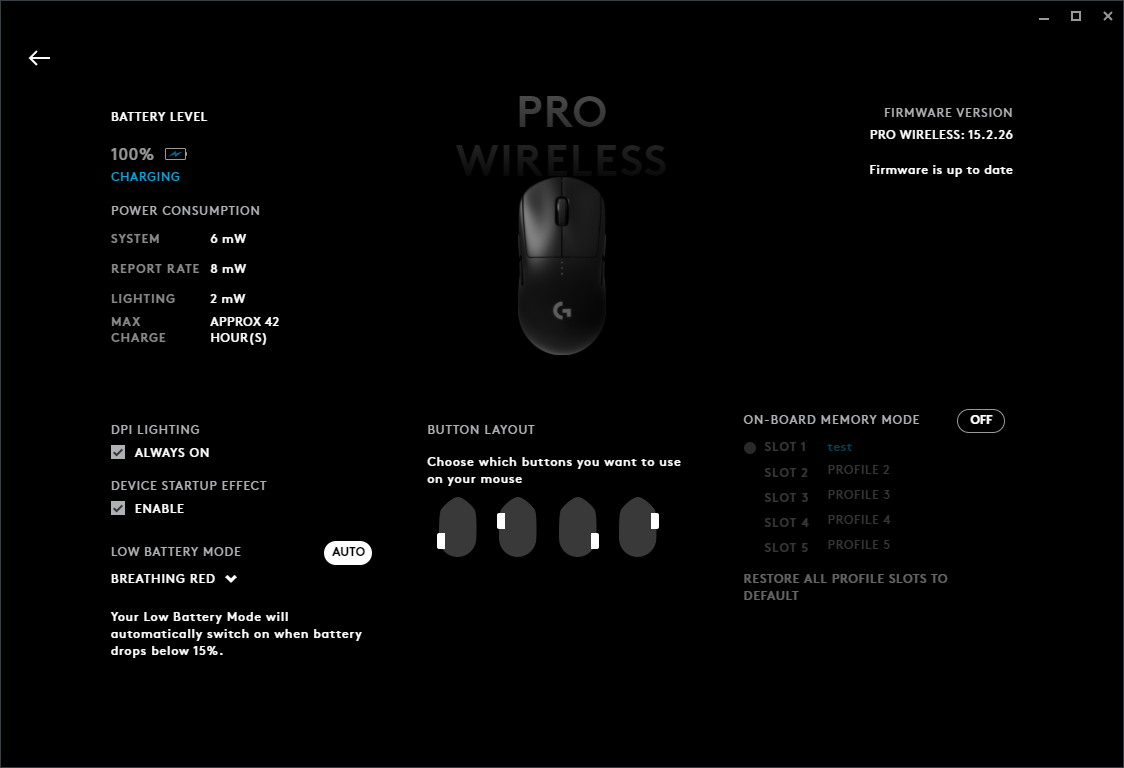 PRO
WIRELESS
BATTERY LEVEL
100%
CHARGING
POWER CONSUMPTION
SYSTEM 6 mW
REPORT RATE 8 mW
LIGHTING 2 mW
MAX CHARGE APPROX 42 HOUR(S)
FIRMWARE VERSION
PRO WIRELESS: 15.2.26
Firmware is up to date
DPI LIGHTING
ALWAYS ON
DEVICE STARTUP EFFECT
ENABLE
LOW BATTERY MODE AUTO
BREATHING RED
Your Low Battery Mode will
automatically switch on when battery
drops below 15%.
BUTTON LAYOUT
Choose which buttons you want to use
on your mouse
ON-BOARD MEMORY MODE OFF
SLOT 1 test
SLOT 2 PROFILE 2
SLOT 3 PROFILE 3
SLOT 4 PROFILE 4
SLOT 5 PROFILE 5
RESTORE ALL PROFILE SLOTS TO
DEFAULT